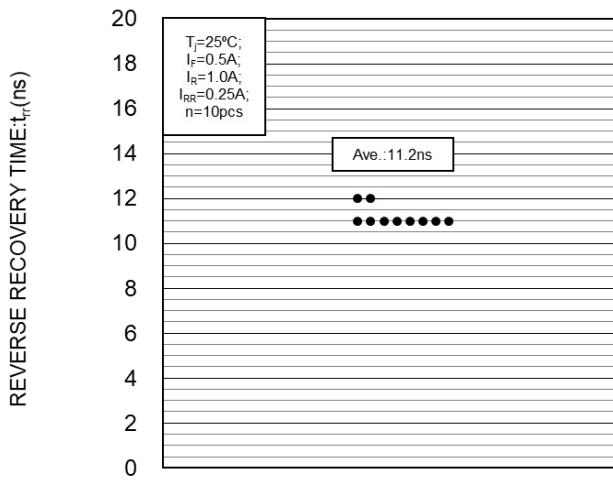 REVERSE RECOVERY TIME:trr(ns)
20
18
16
14
12
10
8
6
4
2
0
Tj=25°C;
IF=0.5A;
IR=1.0A;
IRR=0.25A;
n=10pcs
Ave.:11.2ns